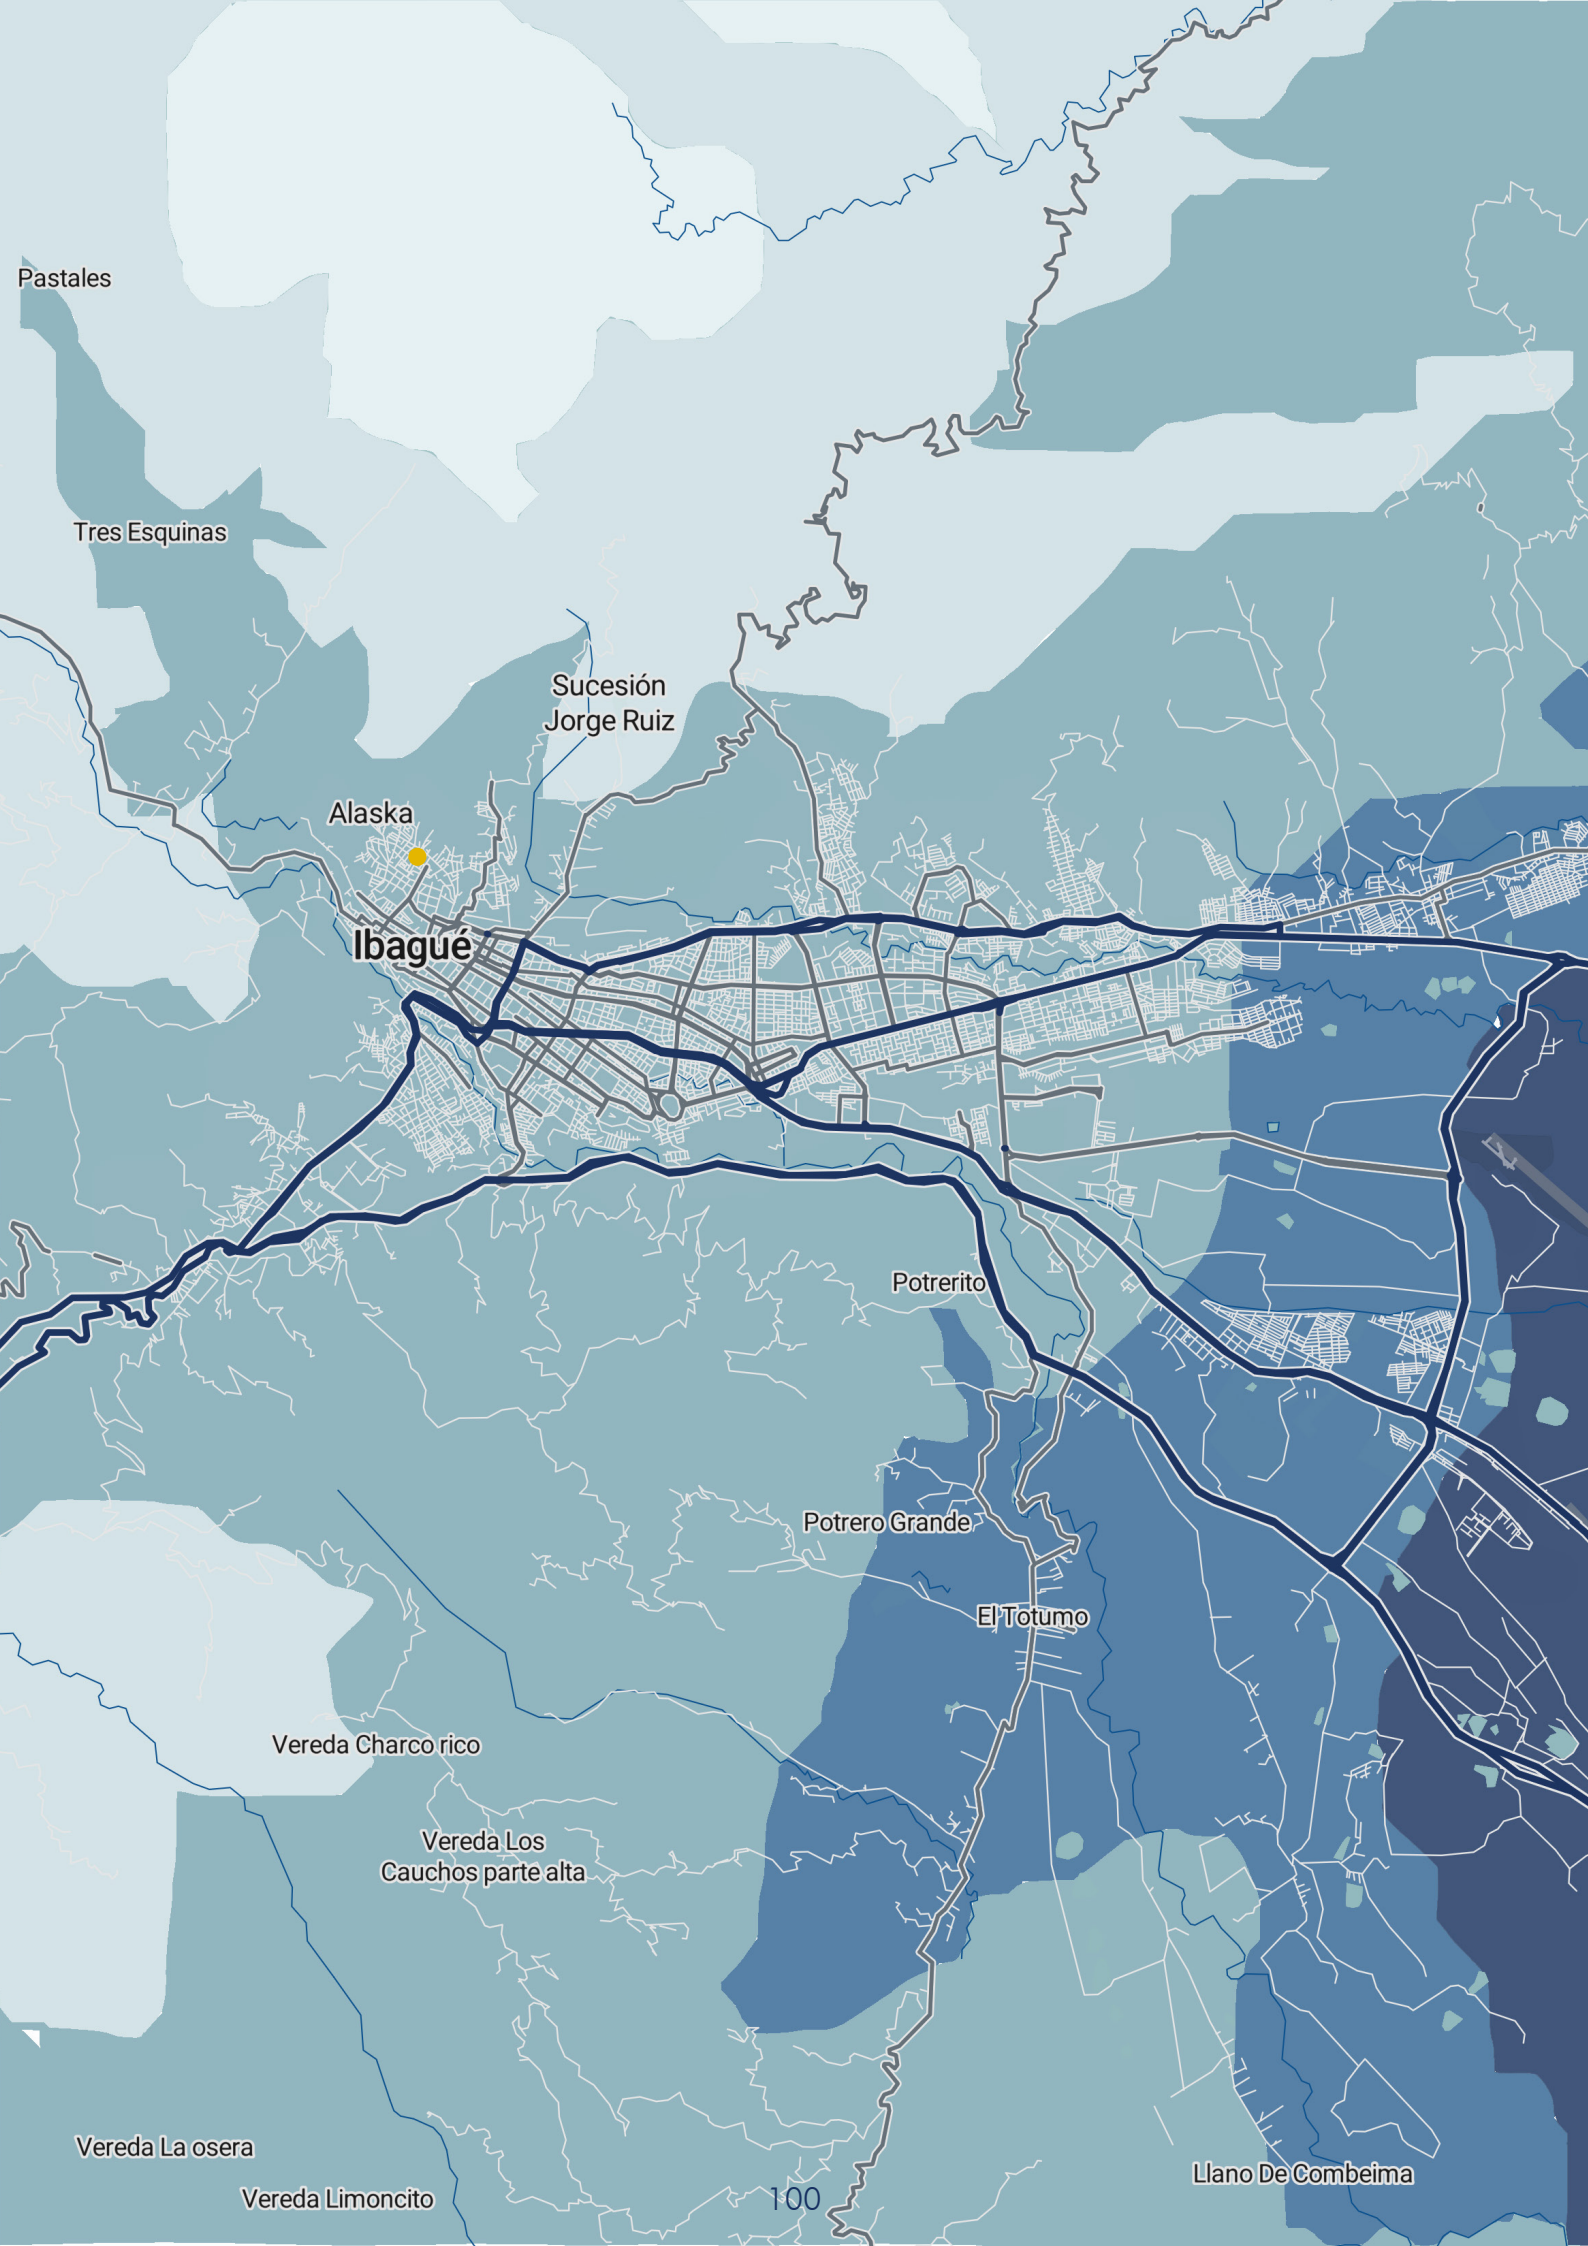 Pastales
Tres Esquinas
Sucesión
Jorge Ruiz
Alaska
Ibagué
Potrerito
Potrero Grande
El Totumo
Vereda Charco rico
Vereda Los
Cauchos parte alta
Vereda La osera
Llano De Combeima
Vereda Limoncito
100